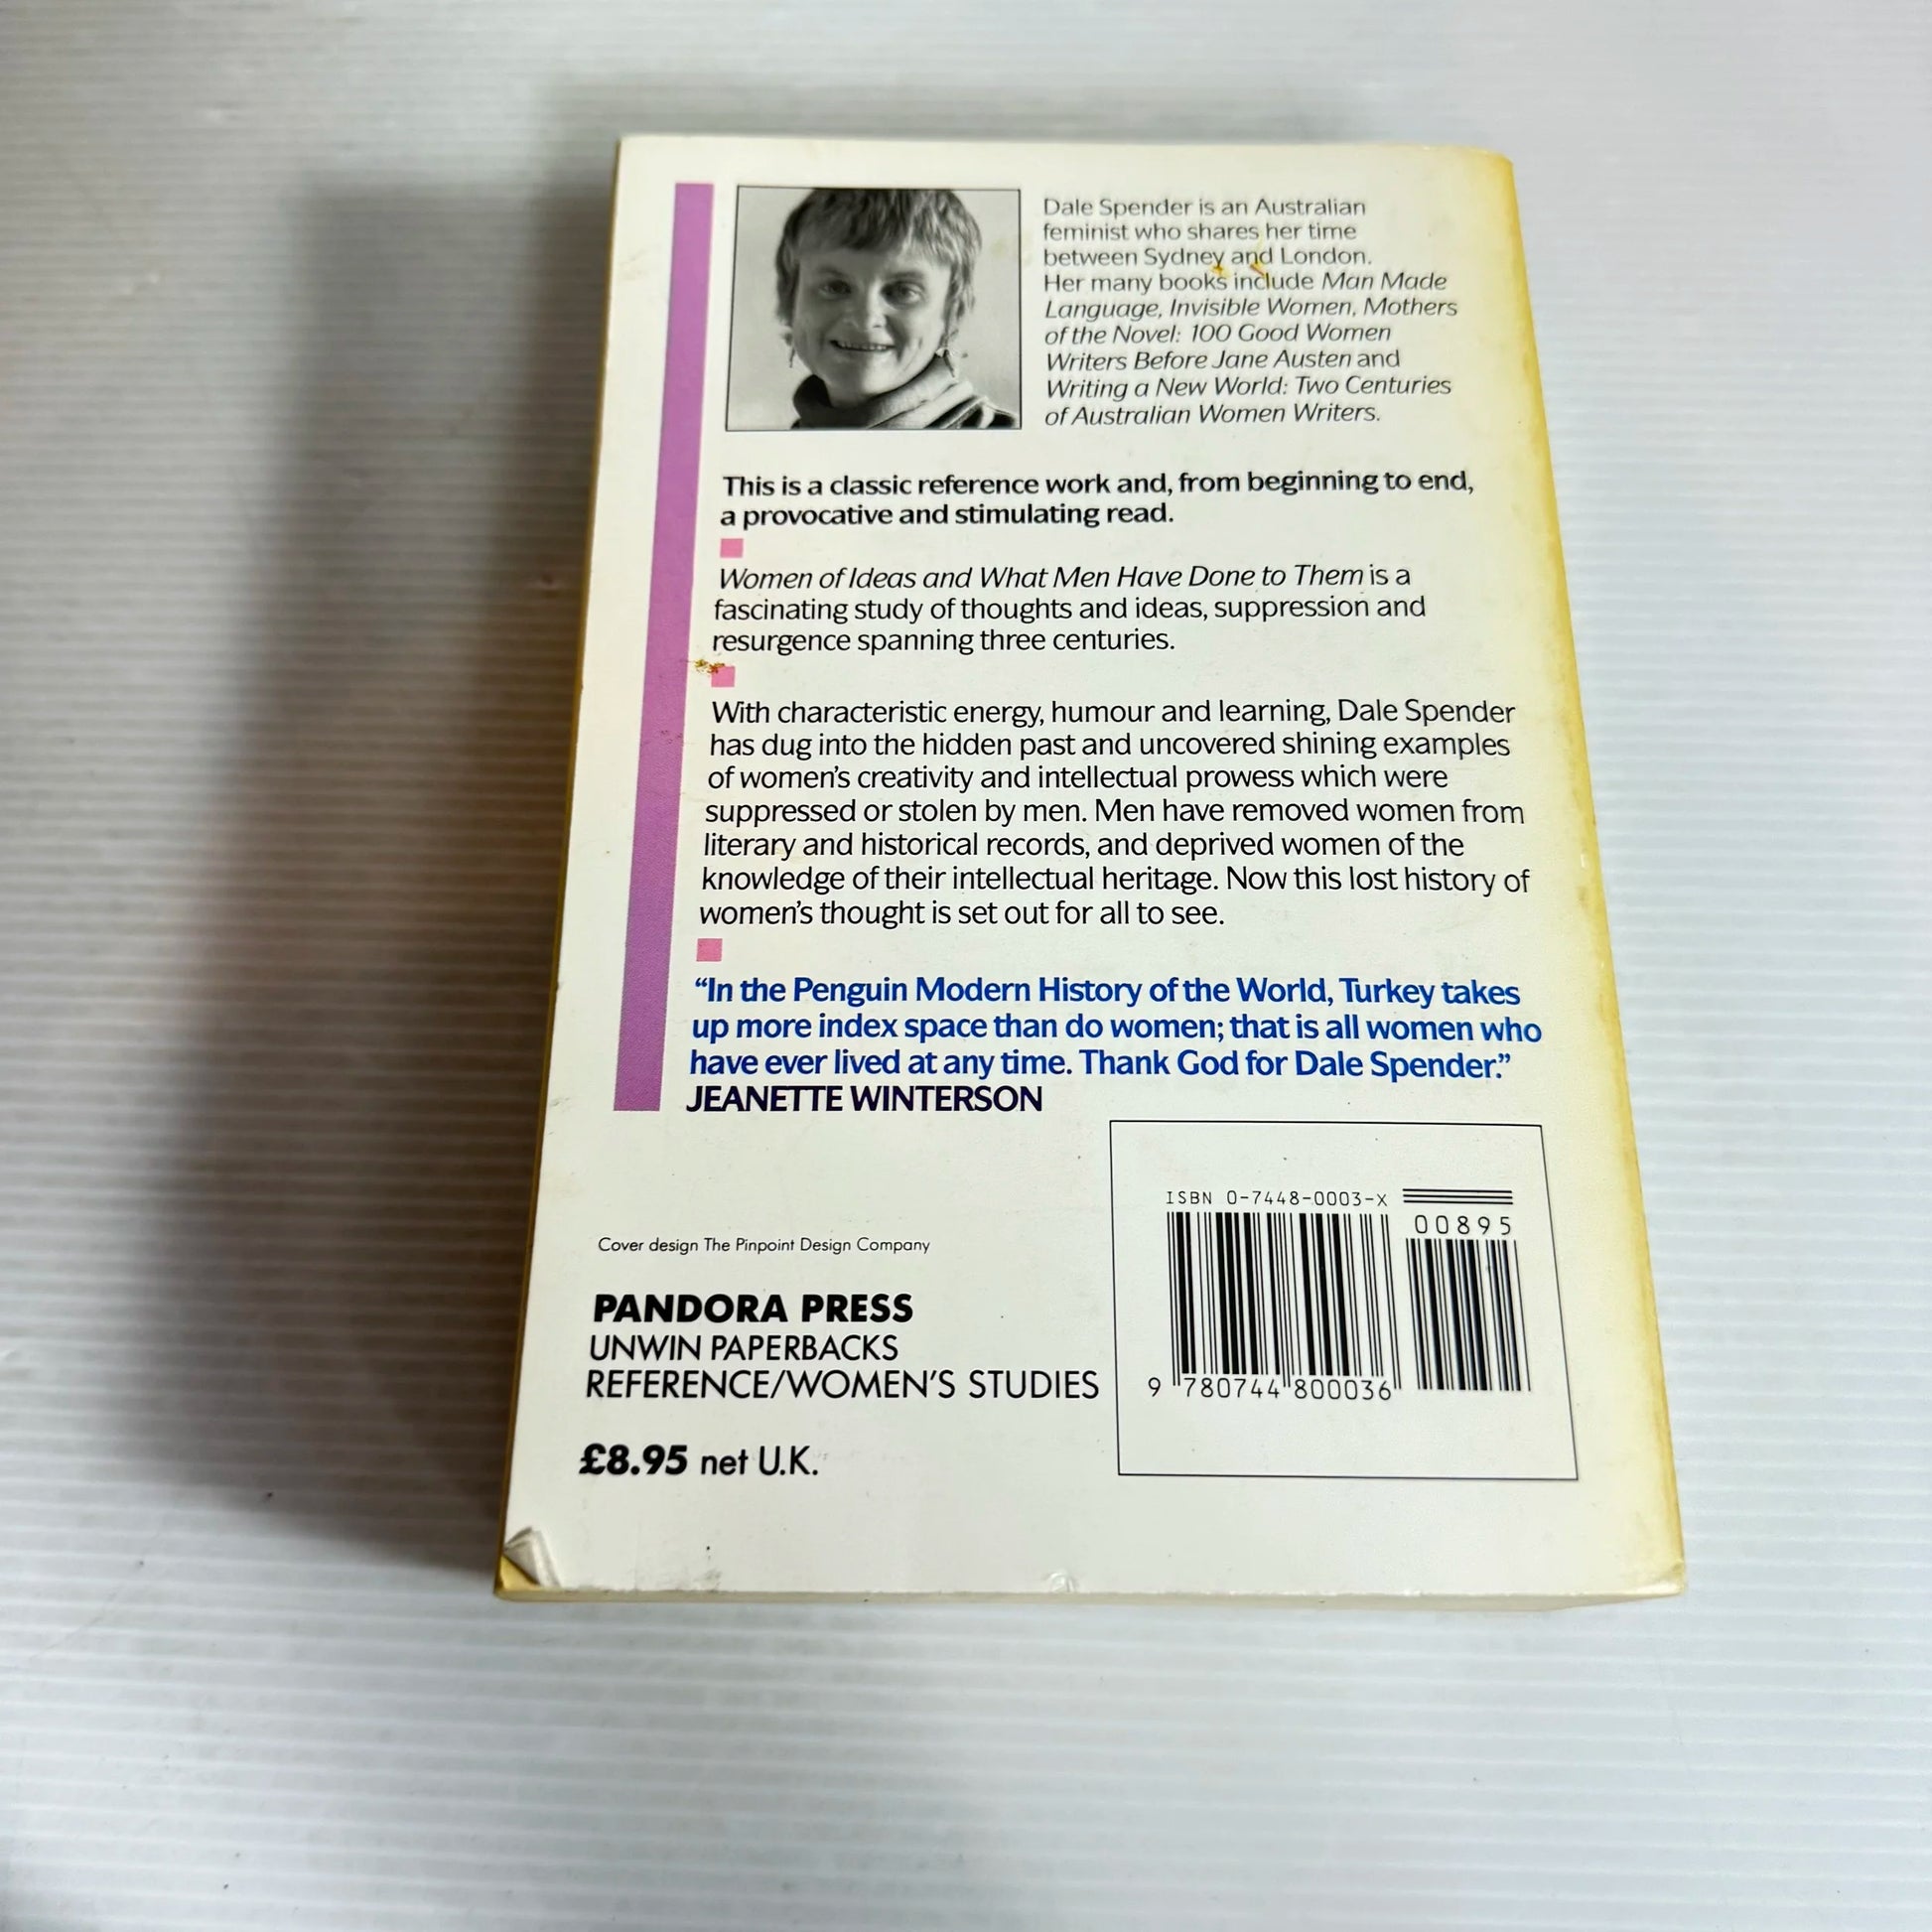 Dale Spender is an Australian
feminist who shares her time
between Sydney and London.
Her many books include Man Made
Language, Invisible Women, Mothers
of the Novel: 100 Good Women
Writers Before Jane Austen and
Writing a New World: Two Centuries
of Australian Women Writers.
This is a classic reference work and, from beginning to end,
a provocative and stimulating read.
Women of Ideas and What Men Have Done to Them is a
fascinating study of thoughts and ideas, suppression and
resurgence spanning three centuries.
With characteristic energy, humour and learning, Dale Spender
has dug into the hidden past and uncovered shining examples
of women's creativity and intellectual prowess which were
suppressed or stolen by men. Men have removed women from
literary and historical records, and deprived women of the
knowledge of their intellectual heritage. Now this lost history of
women's thought is set out for all to see.
“In the Penguin Modern History of the World, Turkey takes
up more index space than do women; that is all women who
have ever lived at any time. Thank God for Dale Spender.”
JEANETTE WINTERSON
Cover design The Pinpoint Design Company
PANDORA PRESS
UNWIN PAPERBACKS
REFERENCE/WOMEN'S STUDIES
£8.95 net U.K.
ISBN 0-7448-0003-X
00895
9 780744 800036